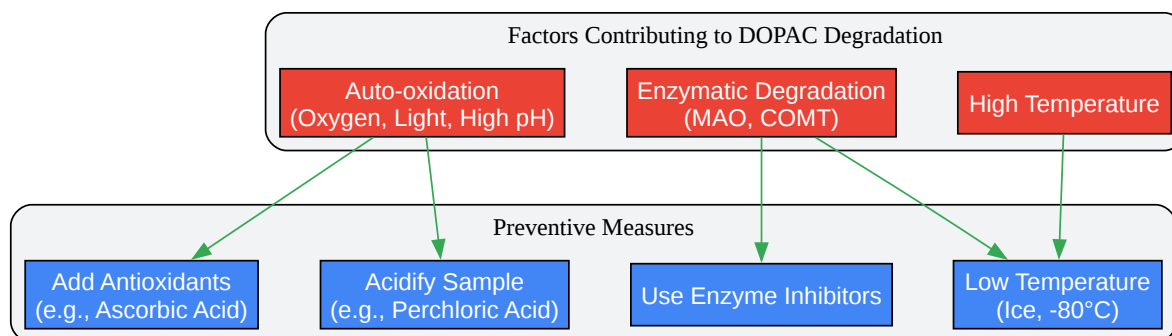 Factors Contributing to DOPAC Degradation
Auto-oxidation
(Oxygen, Light, High pH)
Enzymatic Degradation
(MAO, COMT)
High Temperature
Preventive Measures
Add Antioxidants
(e.g., Ascorbic Acid)
Acidify Sample
(e.g., Perchloric Acid)
Use Enzyme Inhibitors
Low Temperature
(Ice, -80°C)